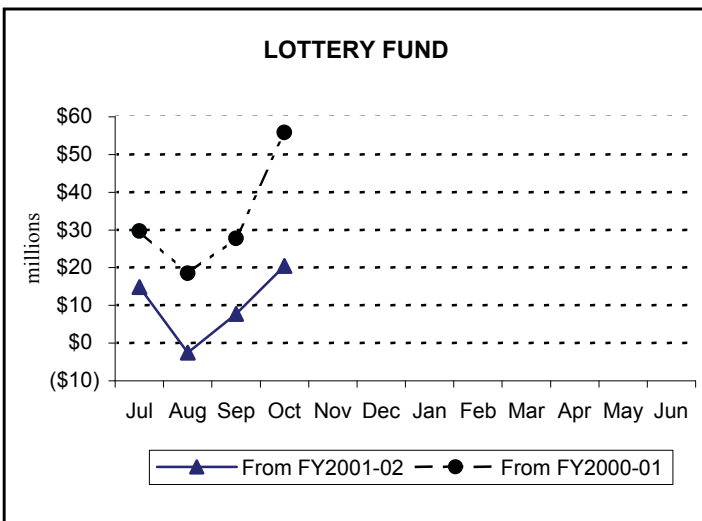 LOTTERY FUND
$60
$50
$40
$30
$20
$10
$0
($10)
millions
Jul Aug Sep Oct Nov Dec Jan Feb Mar Apr May Jun
From FY2001-02 From FY2000-01